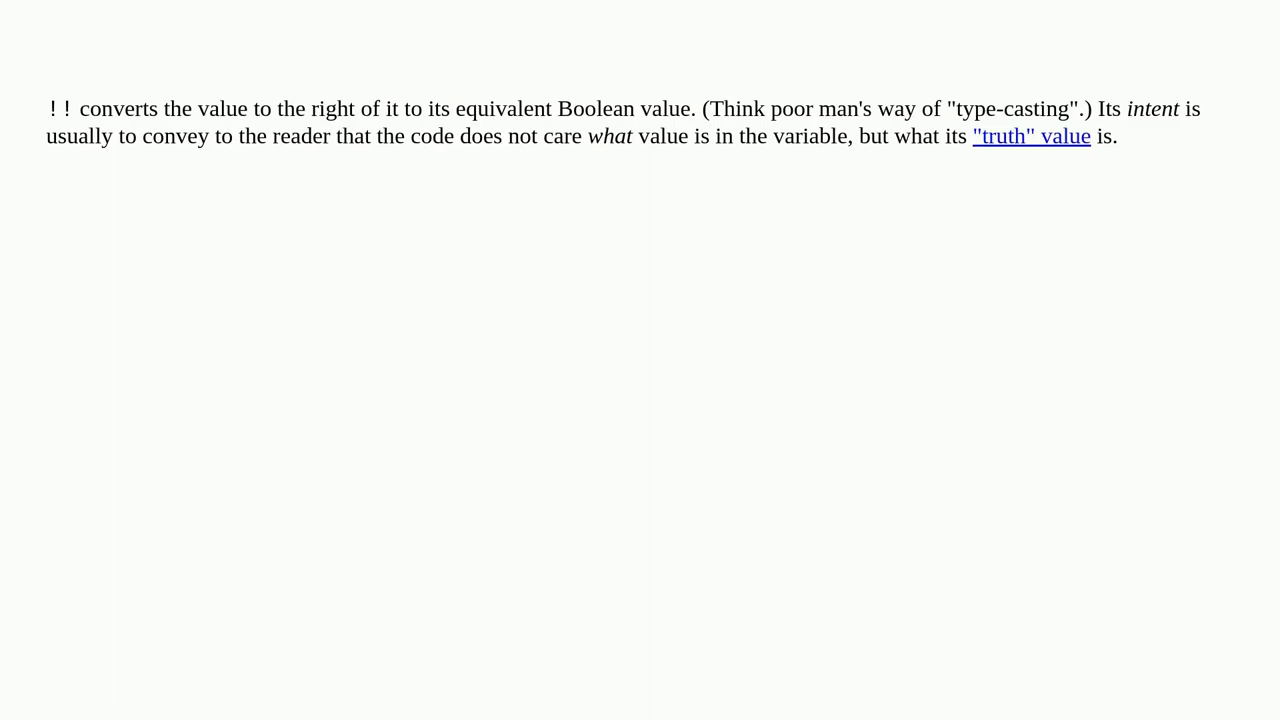 !! converts the value to the right of it to its equivalent Boolean value. (Think poor man's way of "type-casting".) Its intent is
usually to convey to the reader that the code does not care what value is in the variable, but what its "truth" value is.